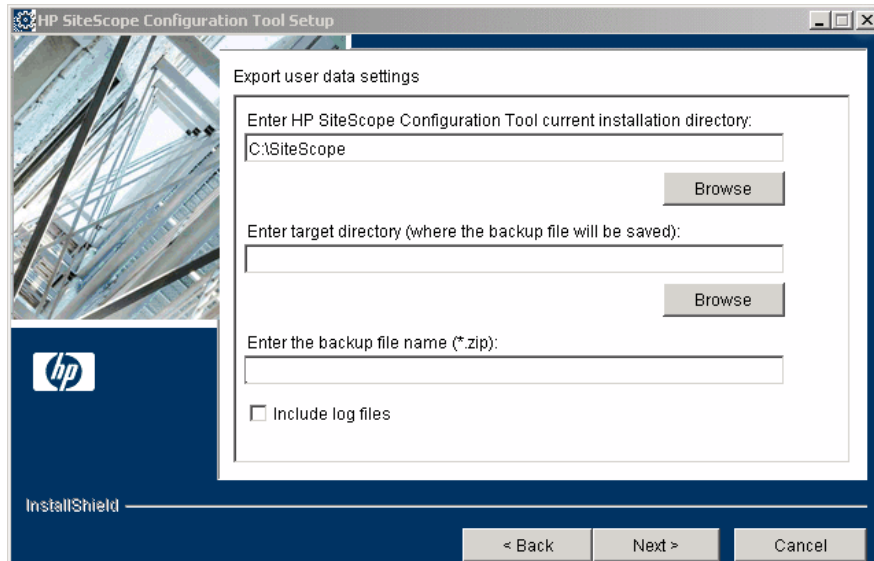 HP SiteScope Configuration Tool Setup
Export user data settings
Enter HP SiteScope Configuration Tool current installation directory:
C:\SiteScope
Browse
Enter target directory (where the backup file will be saved):
Browse
Enter the backup file name (*.zip):
Include log files
hp
InstallShield
< Back
Next >
Cancel